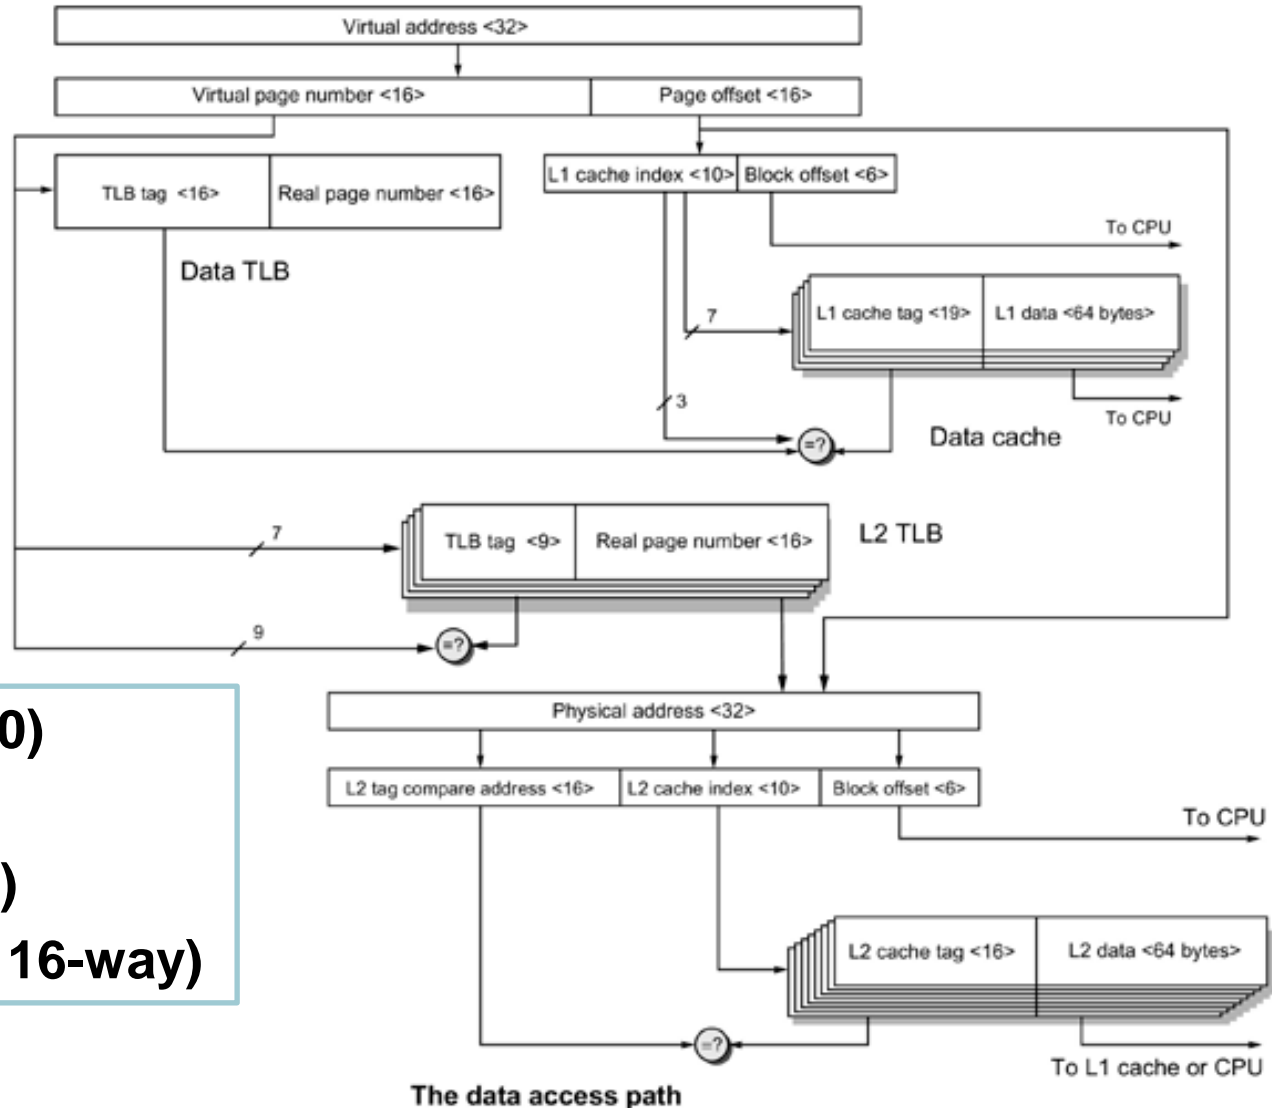 Virtual address <32>
Virtual page number <16> Page offset <16>
TLB tag <16> Real page number <16>
L1 cache index <10> Block offset <6>
To CPU
Data TLB
L1 cache tag <19> L1 data <64 bytes>
7
3
To CPU
=?
Data cache
7
TLB tag <9> Real page number <16>
L2 TLB
9
=?
0)
)
16-way)
Physical address <32>
L2 tag compare address <16> L2 cache index <10> Block offset <6>
To CPU
L2 cache tag <16> L2 data <64 bytes>
=?
To L1 cache or CPU
The data access path